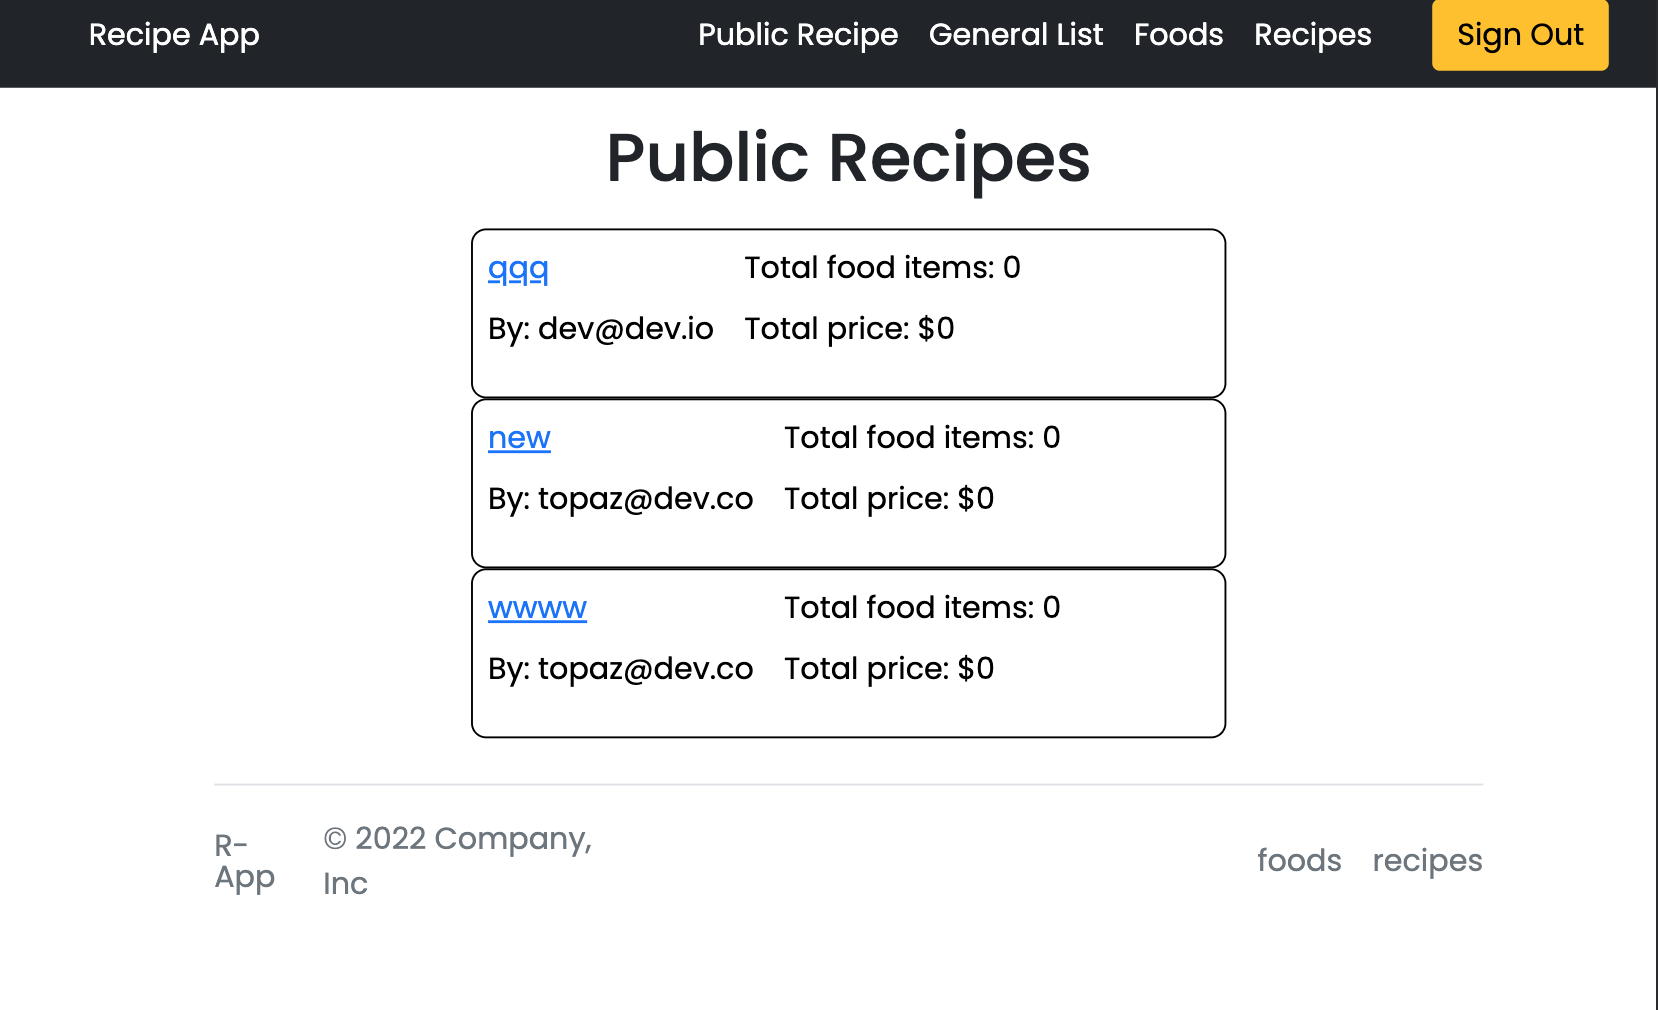 Recipe App Public Recipe General List Foods Recipes Sign Out
Public Recipes
qqq Total food items: 0
By: dev@dev.io Total price: $0
new Total food items: 0
By: topaz@dev.co Total price: $0
wwww Total food items: 0
By: topaz@dev.co Total price: $0
R-
App
© 2022 Company,
Inc
foods recipes